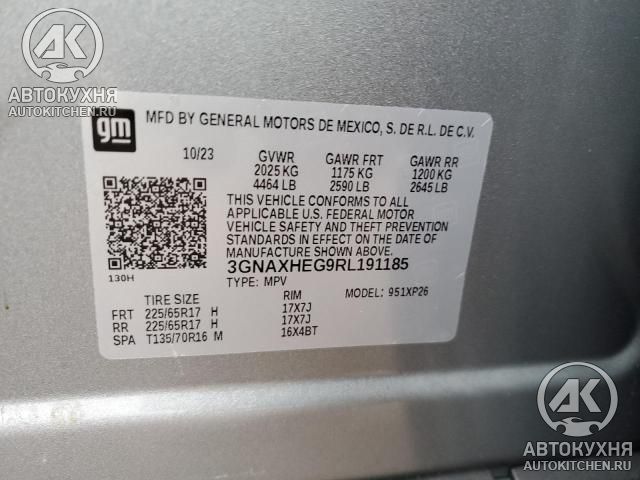 AK
АВТОКУХНЯ
AUTOKITCHEN.RU
gm
MFD BY GENERAL MOTORS DE MEXICO, S. DE R.L. DE C.V.
10/23 GVWR GAWR FRT GAWR RR
2025 KG 1175 KG 1200 KG
4464 LB 2590 LB 2645 LB
THIS VEHICLE CONFORMS TO ALL
APPLICABLE U.S. FEDERAL MOTOR
VEHICLE SAFETY AND THEFT PREVENTION
STANDARDS IN EFFECT ON THE DATE OF
MANUFACTURE SHOWN ABOVE.
3GNAXHEG9RL191185
130H TYPE: MPV MODEL: 951XP26
TIRE SIZE RIM
FRT 225/65R17 H 17X7J
RR 225/65R17 H 17X7J
SPA T135/70R16 M 16X4BT
AK
АВТОКУХНЯ
AUTOKITCHEN.RU